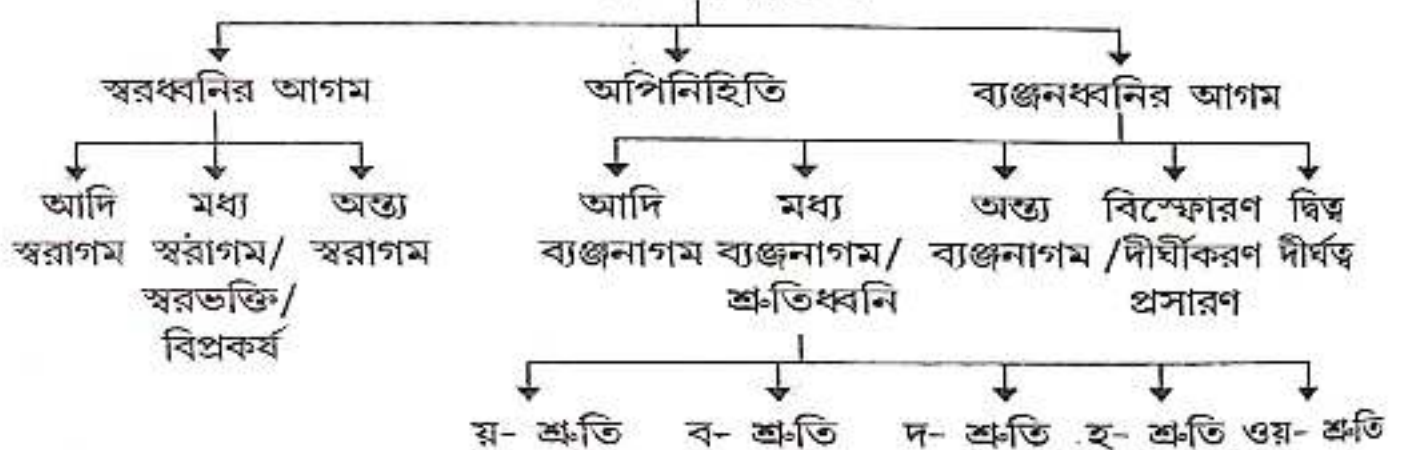 স্বরধ্বনির আগম অপিনিহিতি ব্যঞ্জনধ্বনির আগম
আদি মধ্য অন্ত্য আদি মধ্য অন্ত্য বিস্ফোরণ দ্বিত্ব
স্বরাগম স্বরাগম/ স্বরাগম ব্যঞ্জনাগম ব্যঞ্জনাগম/ ব্যঞ্জনাগম /দীর্ঘীকরণ দীর্ঘত্ব
স্বরভক্তি/ শ্রুতিধ্বনি প্রসারণ
বিপ্রকর্য
য়- শ্রুতি ব- শ্রুতি দ- শ্রুতি হ- শ্রুতি ওয়- শ্রুতি